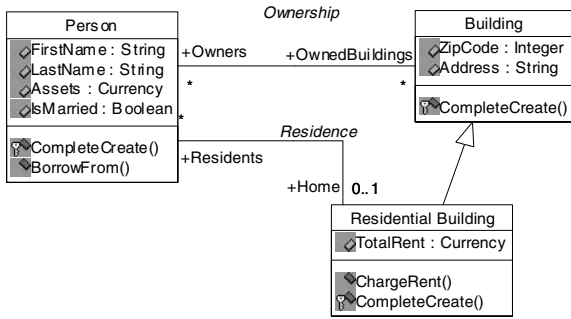 Person
FirstName : String
LastName : String
Assets : Currency
IsMarried : Boolean
CompleteCreate()
BorrowFrom()
Ownership
+Owners
+OwnedBuildings
*
*
Building
ZipCode : Integer
Address : String
CompleteCreate()
*
Residence
+Residents
+Home
0..1
Residential Building
TotalRent : Currency
ChargeRent()
CompleteCreate()